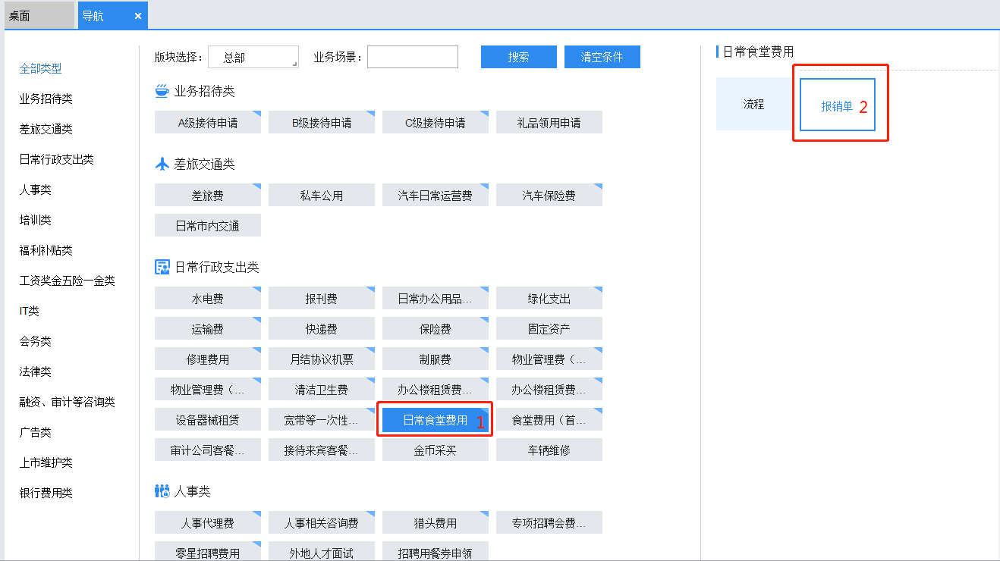 桌面
导航 ×
全部类型
业务招待类
差旅交通类
日常行政支出类
人事类
培训类
福利补贴类
工资奖金五险一金类
IT类
会务类
法律类
融资、审计等咨询类
广告类
上市维护类
银行费用类
版块选择： 总部 业务场景： 搜索 清空条件
业务招待类
A级接待申请 B级接待申请 C级接待申请 礼品领用申请
差旅交通类
差旅费 私车公用 汽车日常运营费 汽车保险费
日常市内交通
日常行政支出类
水电费 报刊费 日常办公用品... 绿化支出
运输费 快递费 保险费 固定资产
修理费用 月结协议机票 制服费 物业管理费（...
物业管理费（... 清洁卫生费 办公楼租赁费... 办公楼租赁费...
设备器械租赁 宽带等一次性... 日常食堂费用 1 食堂费用（首...
审计公司客餐... 接待来宾客餐... 金币采买 车辆维修
人事类
人事代理费 人事相关咨询费 猎头费用 专项招聘会费...
零星招聘费用 外地人才面试 招聘用餐券申领
日常食堂费用
流程 报销单 2